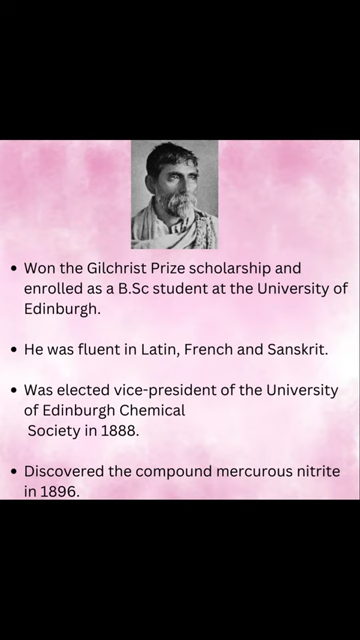 • Won the Gilchrist Prize scholarship and
enrolled as a B.Sc student at the University of
Edinburgh.
• He was fluent in Latin, French and Sanskrit.
• Was elected vice-president of the University
of Edinburgh Chemical
Society in 1888.
• Discovered the compound mercurous nitrite
in 1896.